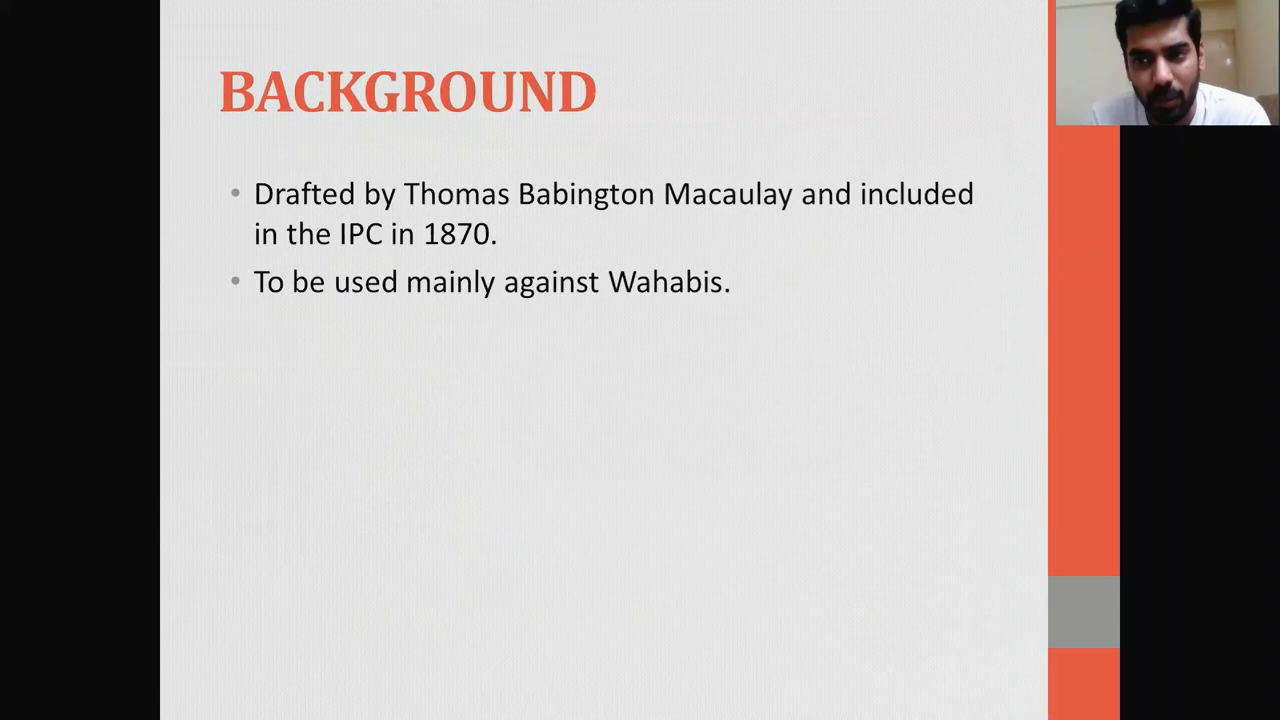 BACKGROUND
• Drafted by Thomas Babington Macaulay and included
in the IPC in 1870.
• To be used mainly against Wahabis.